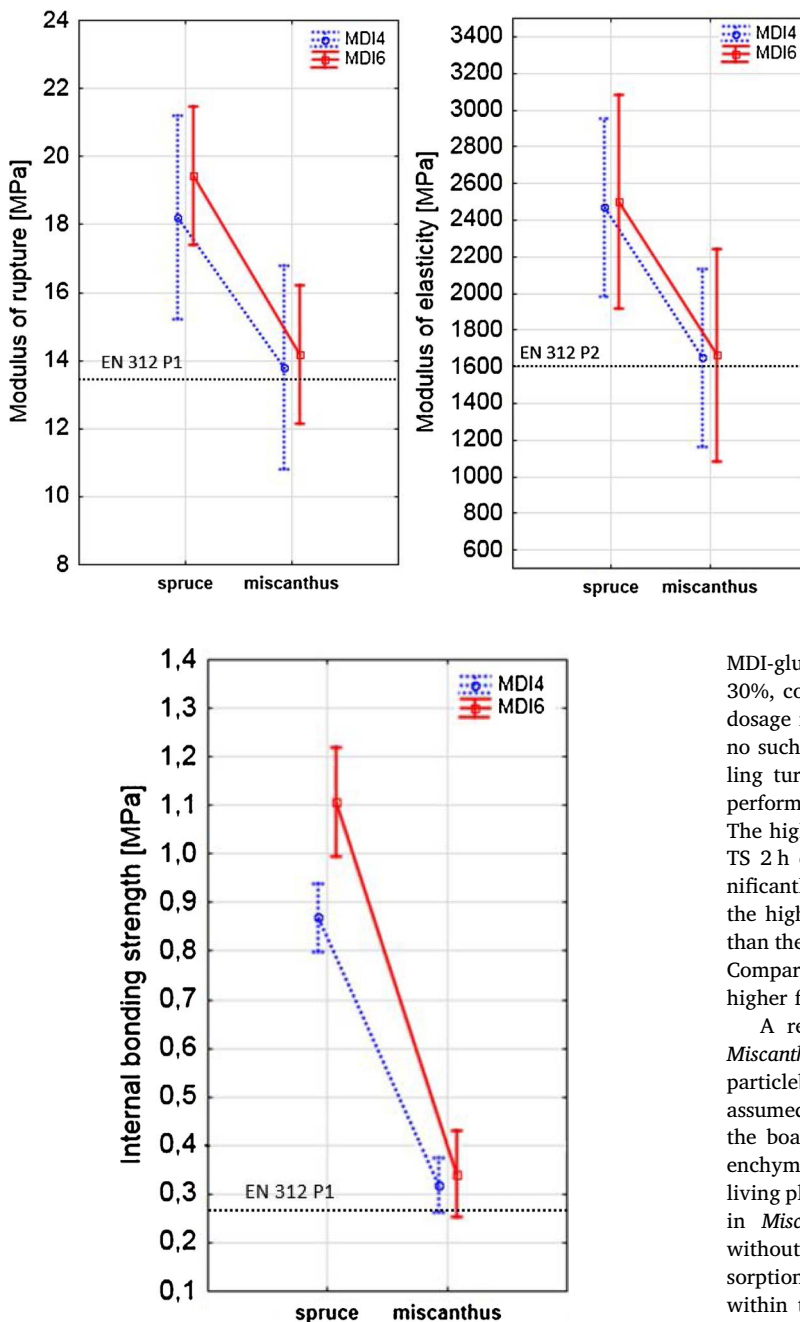 Modulus of rupture [MPa]
24
22
20
18
16
14
12
10
8
MDI4
MDI6
EN 312 P1
spruce miscanthus
Modulus of elasticity [MPa]
3400
3200
3000
2800
2600
2400
2200
2000
1800
1600
1400
1200
1000
800
600
MDI4
MDI6
EN 312 P2
spruce miscanthus
Internal bonding strength [MPa]
1,4
1,3
1,2
1,1
1,0
0,9
0,8
0,7
0,6
0,5
0,4
0,3
0,2
0,1
MDI4
MDI6
EN 312 P1
spruce miscanthus
MDI-glu
30%, co
dosage
no such
ling tur
perform
The high
TS 2 h
nificantl
the high
than the
Compar
higher f
A re
Miscanth
particlel
assumed
the boa
enchym
living pl
in Misc
without
sorption
within t